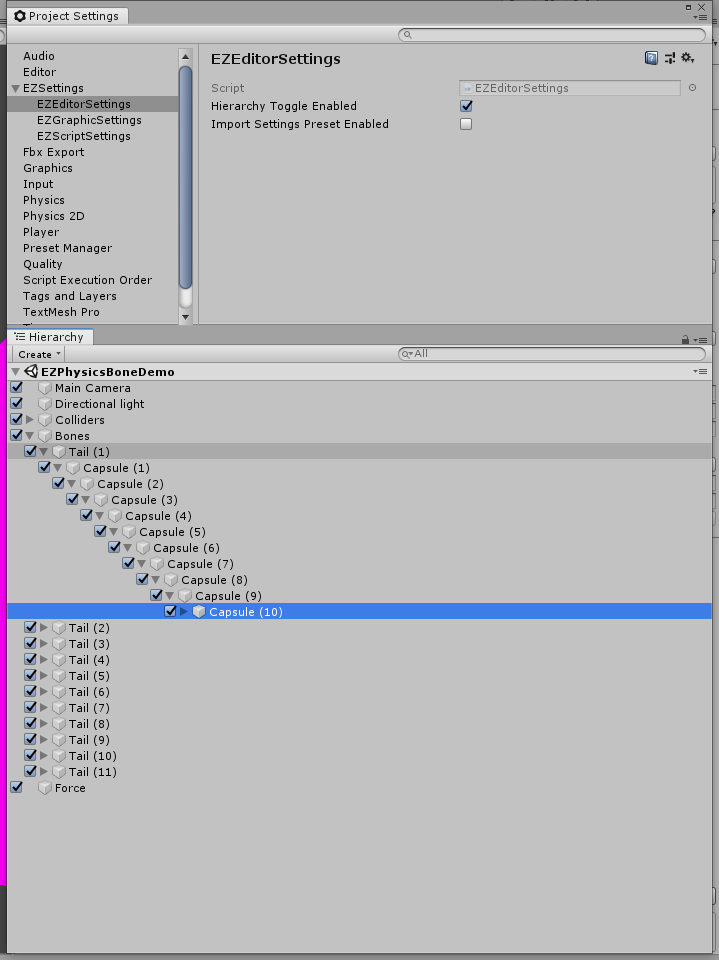 Project Settings
Audio
Editor
EZSettings
EZEditorSettings
EZGraphicSettings
EZScriptSettings
Fbx Export
Graphics
Input
Physics
Physics 2D
Player
Preset Manager
Quality
Script Execution Order
Tags and Layers
TextMesh Pro
EZEditorSettings
Script EZEditorSettings
Hierarchy Toggle Enabled
Import Settings Preset Enabled
Hierarchy
Create All
EZPhysicsBoneDemo
Main Camera
Directional light
Colliders
Bones
Tail (1)
Capsule (1)
Capsule (2)
Capsule (3)
Capsule (4)
Capsule (5)
Capsule (6)
Capsule (7)
Capsule (8)
Capsule (9)
Capsule (10)
Tail (2)
Tail (3)
Tail (4)
Tail (5)
Tail (6)
Tail (7)
Tail (8)
Tail (9)
Tail (10)
Tail (11)
Force